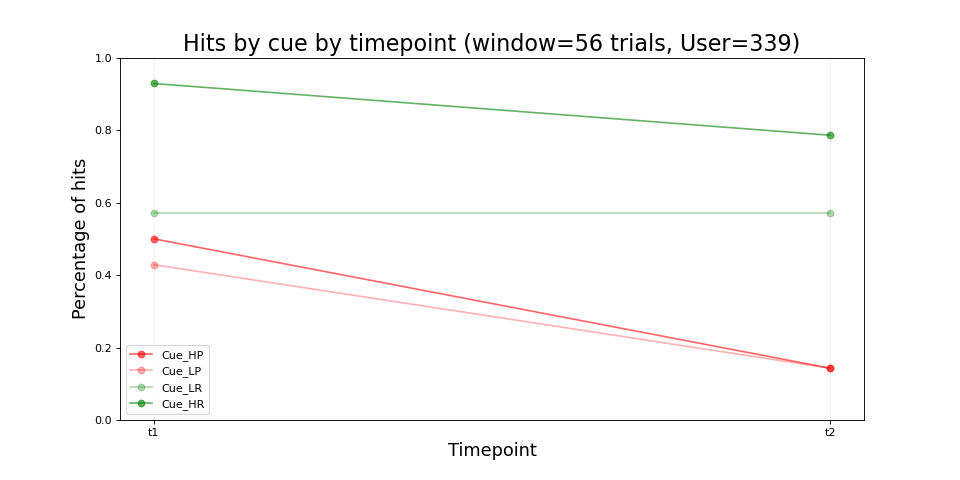 Hits by cue by timepoint (window=56 trials, User=339)
Percentage of hits
1.0
0.8
0.6
0.4
0.2
0.0
Cue_HP
Cue_LP
Cue_LR
Cue_HR
t1
t2
Timepoint